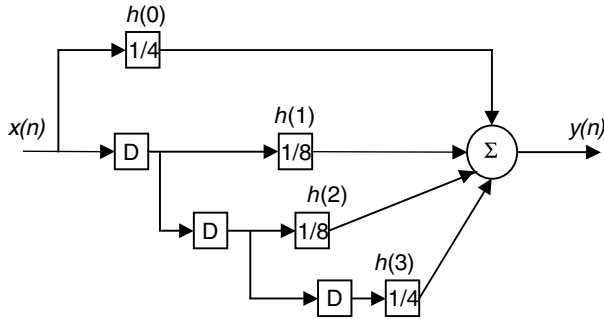 h(0)
1/4
x(n)
D
h(1)
1/8
Σ
y(n)
D
h(2)
1/8
D
h(3)
1/4